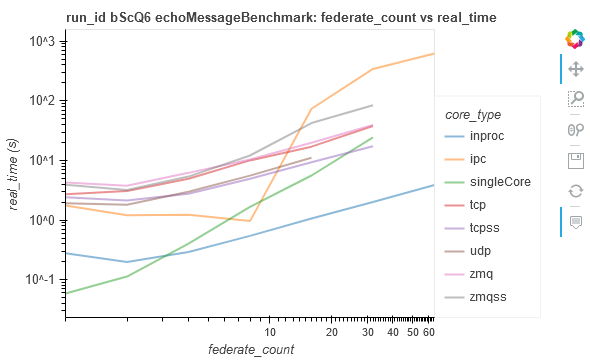 run_id bScQ6 echoMessageBenchmark: federate_count vs real_time
10^3
10^2
10^1
10^0
10^-1
real_time (s)
10
20
30
40
50
60
federate_count
core_type
inproc
ipc
singleCore
tcp
tcpss
udp
zmq
zmqss